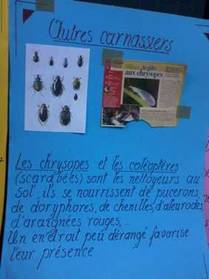 Autres carnassiers
aux chrysopes
Les chrysopes et les coléoptères
(scarabées) sont les nettoyeurs au
sol, ils se nourrissent de pucerons,
de doryphores, de chenilles, d'aleurodes
d'araignées rouges.
Un endroit peu dérangé favorise
leur présence